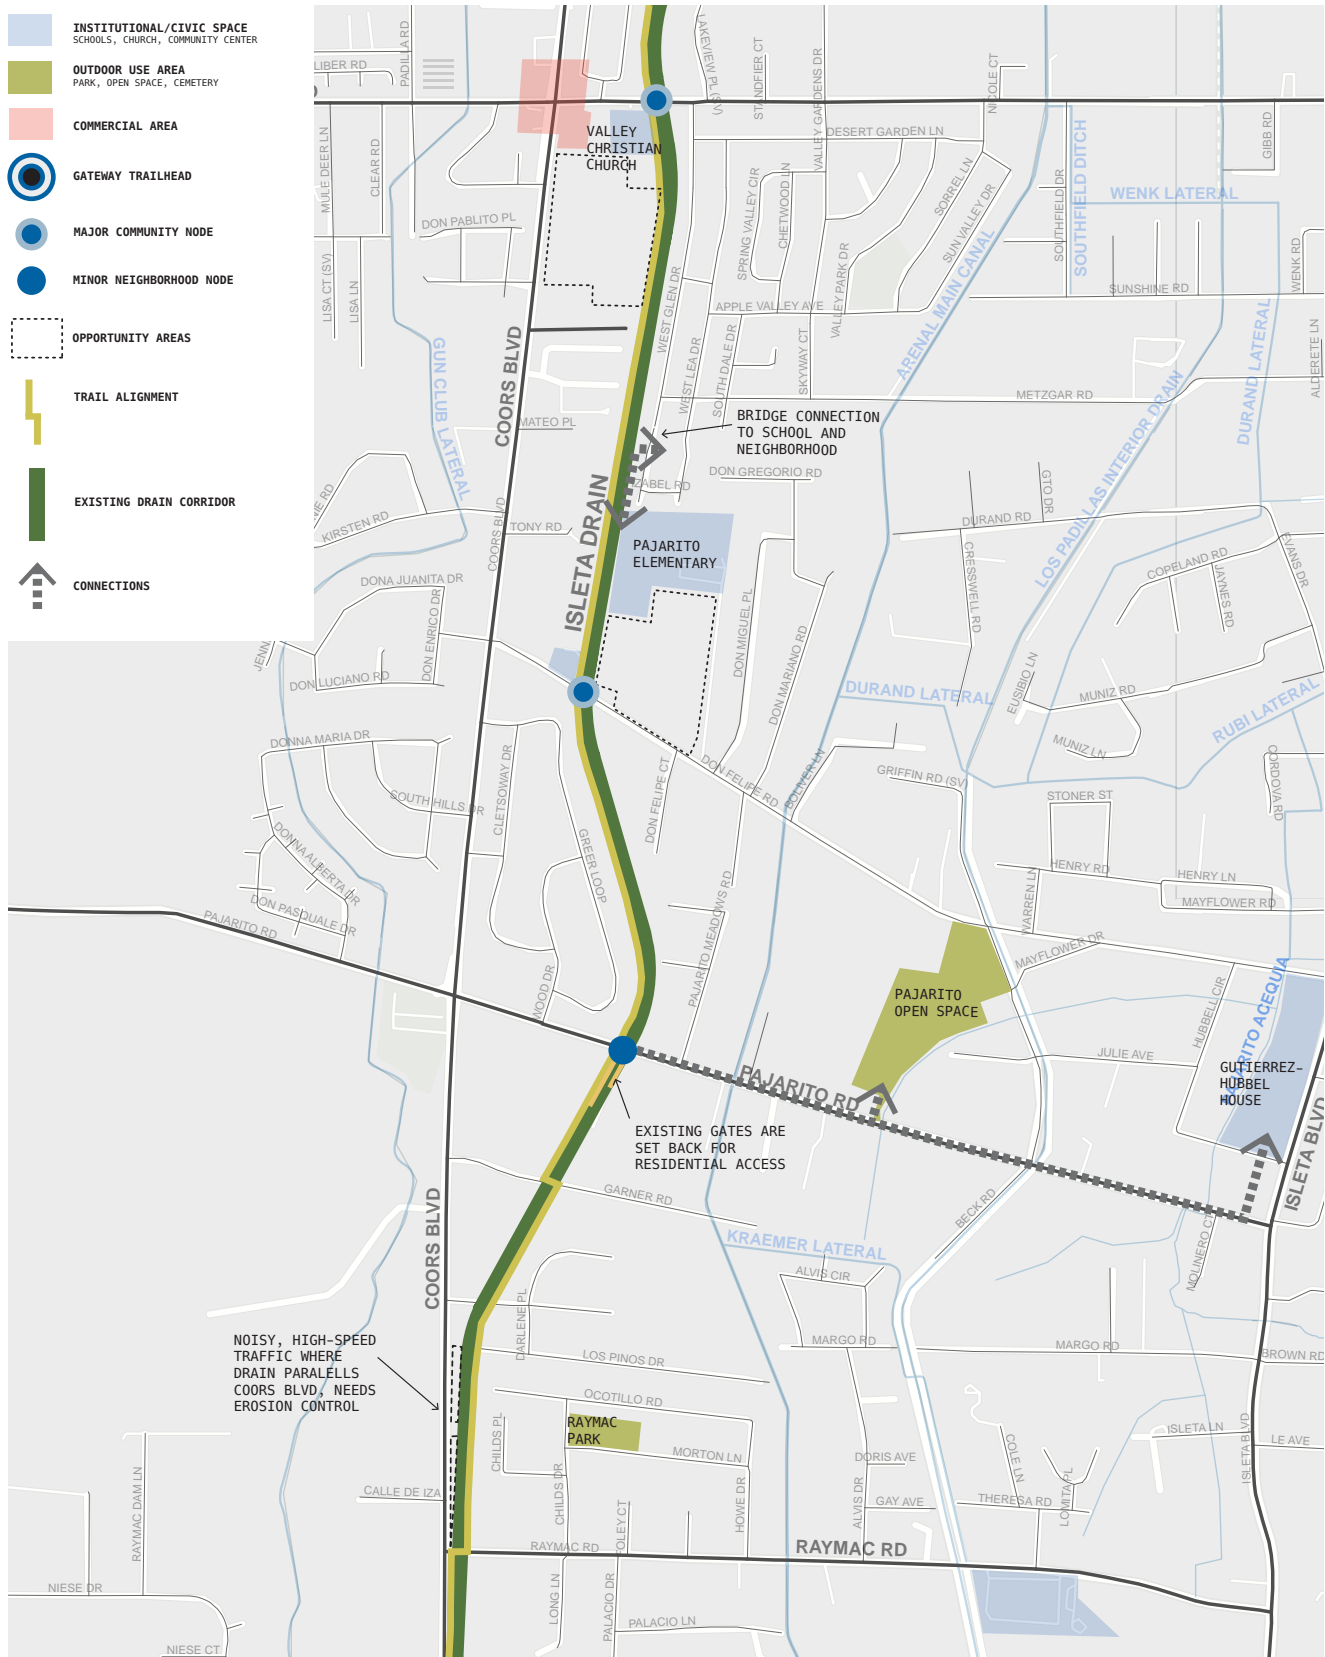 INSTITUTIONAL/CIVIC SPACE
SCHOOLS, CHURCH, COMMUNITY CENTER
OUTDOOR USE AREA
PARK, OPEN SPACE, CEMETERY
COMMERCIAL AREA
GATEWAY TRAILHEAD
MAJOR COMMUNITY NODE
MINOR NEIGHBORHOOD NODE
OPPORTUNITY AREAS
TRAIL ALIGNMENT
EXISTING DRAIN CORRIDOR
CONNECTIONS
PADILLA RD
LIBER RD
MULE DEER LN
CLEAR RD
LISA CT (SV)
LISA LN
DON PABLITO PL
GUN CLUB LATERAL
COORS BLVD
MATEO PL
VALLEY
CHRISTIAN
CHURCH
LAKEVIEW PL (SV)
STANDFIER CT
VALLEY GARDENS DR
NICOLE CT
DESERT GARDEN LN
SPRING VALLEY CIR
CHETWOOD LN
SORREL LN
SUN VALLEY DR
SOUTHFIELD DR
SOUTHFIELD DITCH
WENK LATERAL
GIBB RD
WENK RD
SUNSHINE RD
ARENAL MAIN CANAL
VALLEY PARK DR
APPLE VALLEY AVE
WEST GLEN DR
WEST LEA DR
SOUTH DALE DR
SKYWAY CT
METZGAR RD
DURAND LATERAL
ALDERETE LN
BRIDGE CONNECTION
TO SCHOOL AND
NEIGHBORHOOD
DON GREGORIO RD
IZABEL RD
ISLETA DRAIN
KIRSTEN RD
COORS BLVD
TONY RD
PAJARITO
ELEMENTARY
GTO DR
DURAND RD
CRESSWELL RD
LOS PADILLAS INTERIOR DRAIN
COPELAND RD
JAYNES RD
EVANS DR
DONA JUANITA DR
DON ENRICO DR
DON LUCIANO RD
DON MIGUEL PL
DON MARIANO RD
DURAND LATERAL
EUSIBIO LN
MUNIZ RD
MUNIZ LN
RUBI LATERAL
CORDOVA RD
DONNA MARIA DR
SOUTH HILLS DR
CLETSOWAY DR
GREER LOOP
DON FELIPE CT
DON FELIFE RD
BOLIVER LN
GRIFFIN RD (SV)
STONER ST
HENRY RD
HENRY LN
WARREN LN
MAYFLOWER RD
MAYFLOWER DR
DONNA ALBERTA DR
DON PASQUALE DR
PAJARITO RD
WOOD DR
PAJARITO MEADOWS RD
PAJARITO
OPEN SPACE
HUBBELL CIR
PAJARITO ACEQUIA
JULIE AVE
GUTIERREZ-
HUBBEL
HOUSE
PAJARITO RD
ISLETA BLVD
EXISTING GATES ARE
SET BACK FOR
RESIDENTIAL ACCESS
GARNER RD
BECK RD
MOLINERO CT
COORS BLVD
KRAEMER LATERAL
ALVIS CIR
DARLENE PL
NOISY, HIGH-SPEED
TRAFFIC WHERE
DRAIN PARALELLS
COORS BLVD, NEEDS
EROSION CONTROL
LOS PINOS DR
MARGO RD
MARGO RD
BROWN RD
OCOTILLO RD
RAYMAC
PARK
CHILDS PL
CHILDS DR
MORTON LN
HOWE DR
DORIS AVE
ALVIS DR
GAY AVE
COLE LN
LOMITA PL
THERESA RD
ISLETA LN
ISLETA BLVD
LE AVE
CALLE DE IZA
RAYMAC DAM LN
FOLEY CT
RAYMAC RD
RAYMAC RD
LONG LN
PALACIO DR
PALACIO LN
NIESE DR
NIESE CT